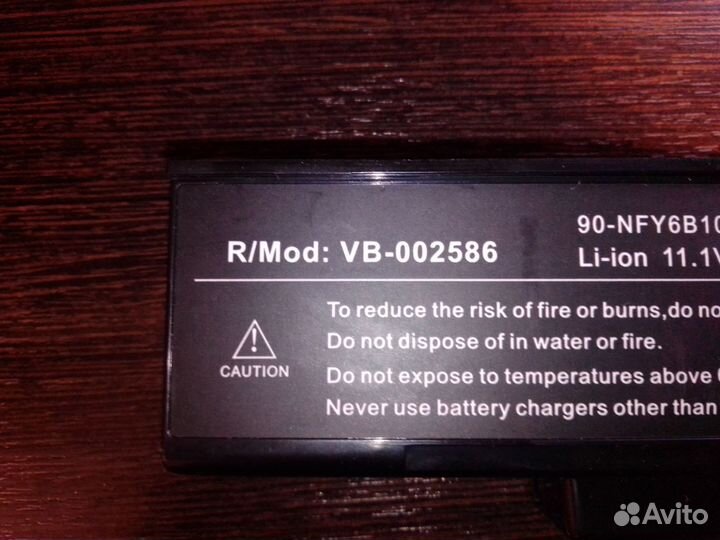 90-NFY6B10
R/Mod: VB-002586
Li-ion 11.1V
To reduce the risk of fire or burns,do no
Do not dispose of in water or fire.
CAUTION
Do not expose to temperatures above
Never use battery chargers other than
Avito